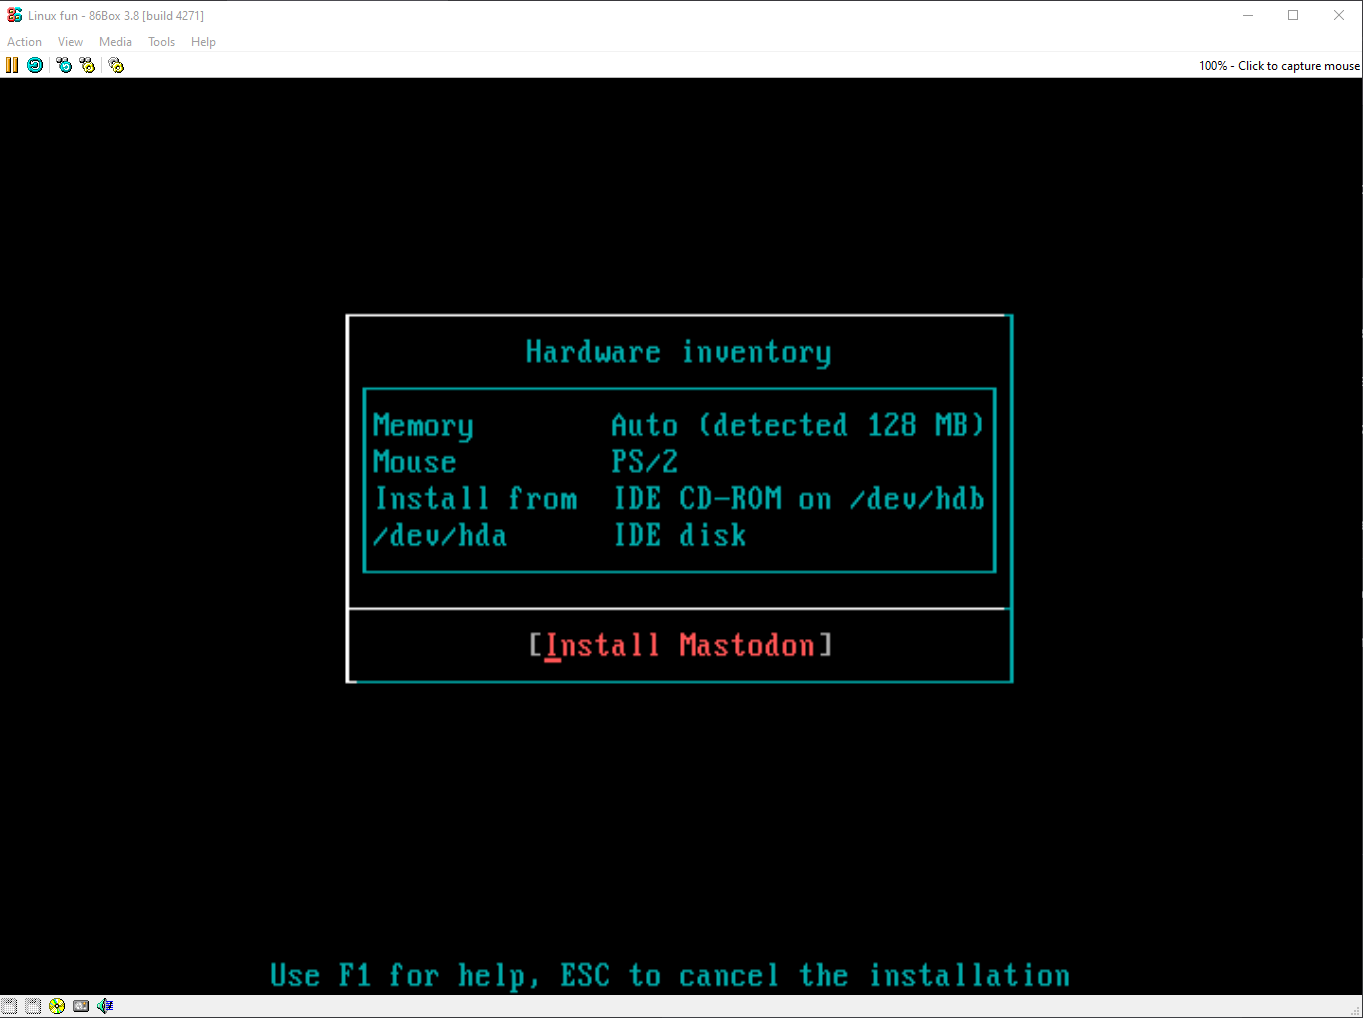 Linux fun - 86Box 3.8 [build 4271]
Action View Media Tools Help
100% - Click to capture mouse
Hardware inventory
Memory Auto (detected 128 MB)
Mouse PS/2
Install from IDE CD-ROM on /dev/hdb
/dev/hda IDE disk
[Install Mastodon]
Use F1 for help, ESC to cancel the installation